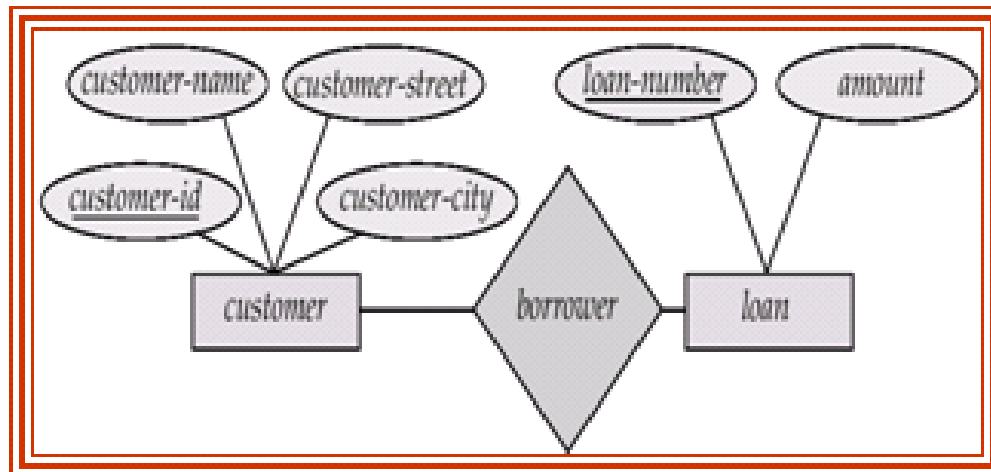 customer-name customer-street loan-number amount
customer-id customer-city
customer borrower loan